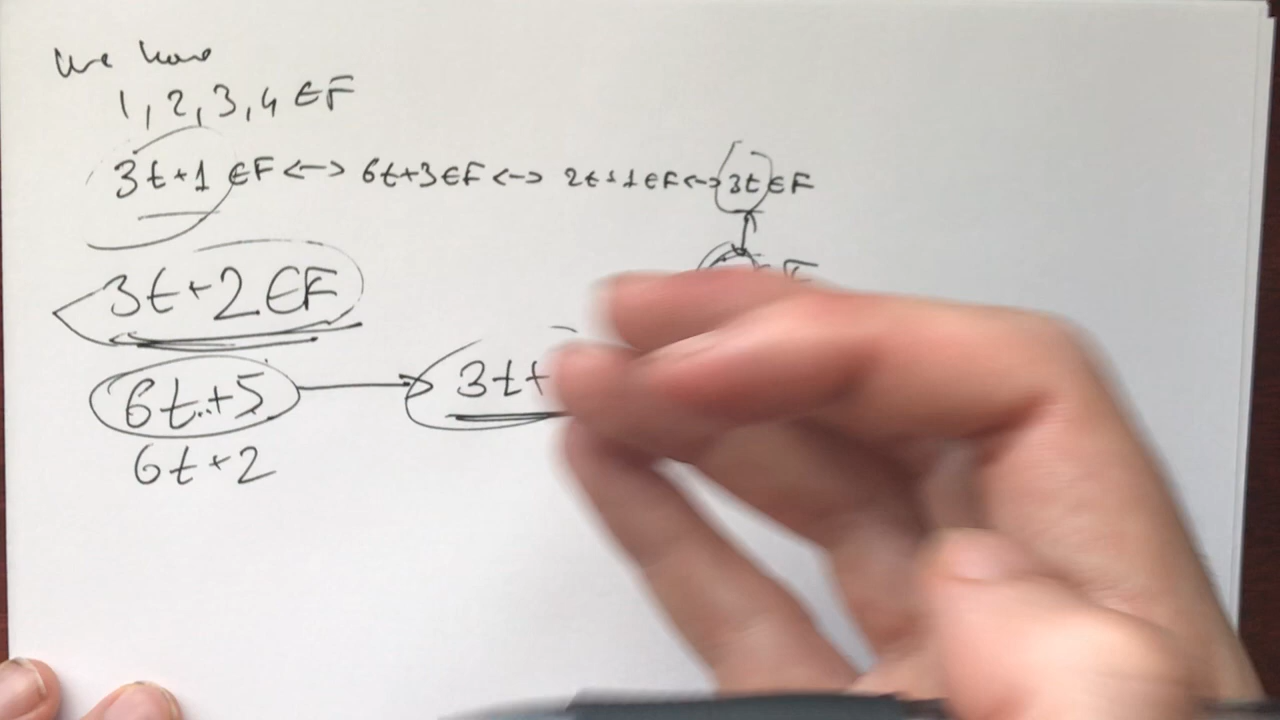 We have
1, 2, 3, 4 ∈ F
3t+1 ∈ F <-> 6t+3 ∈ F <-> 2t+1 ∈ F <-> 3t ∈ F
3t+2 ∈ F
6t+5 → 3t+
6t+2